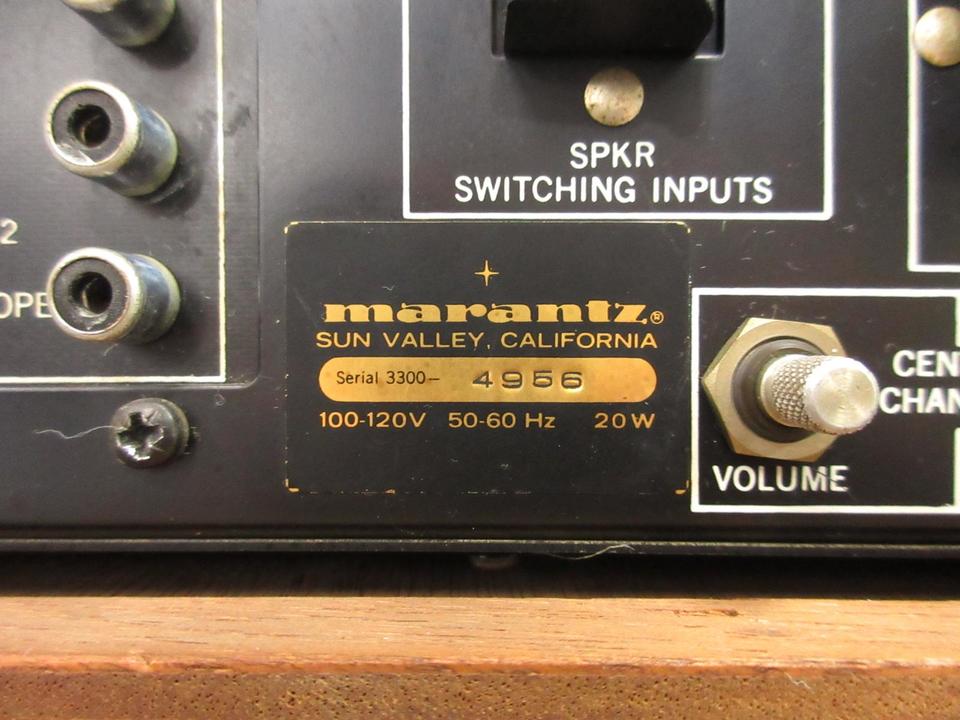 SPKR
SWITCHING INPUTS
2
OPE
marantz®
SUN VALLEY, CALIFORNIA
Serial 3300— 4956
100-120V 50-60 Hz 20W
CEN
CHAN
VOLUME